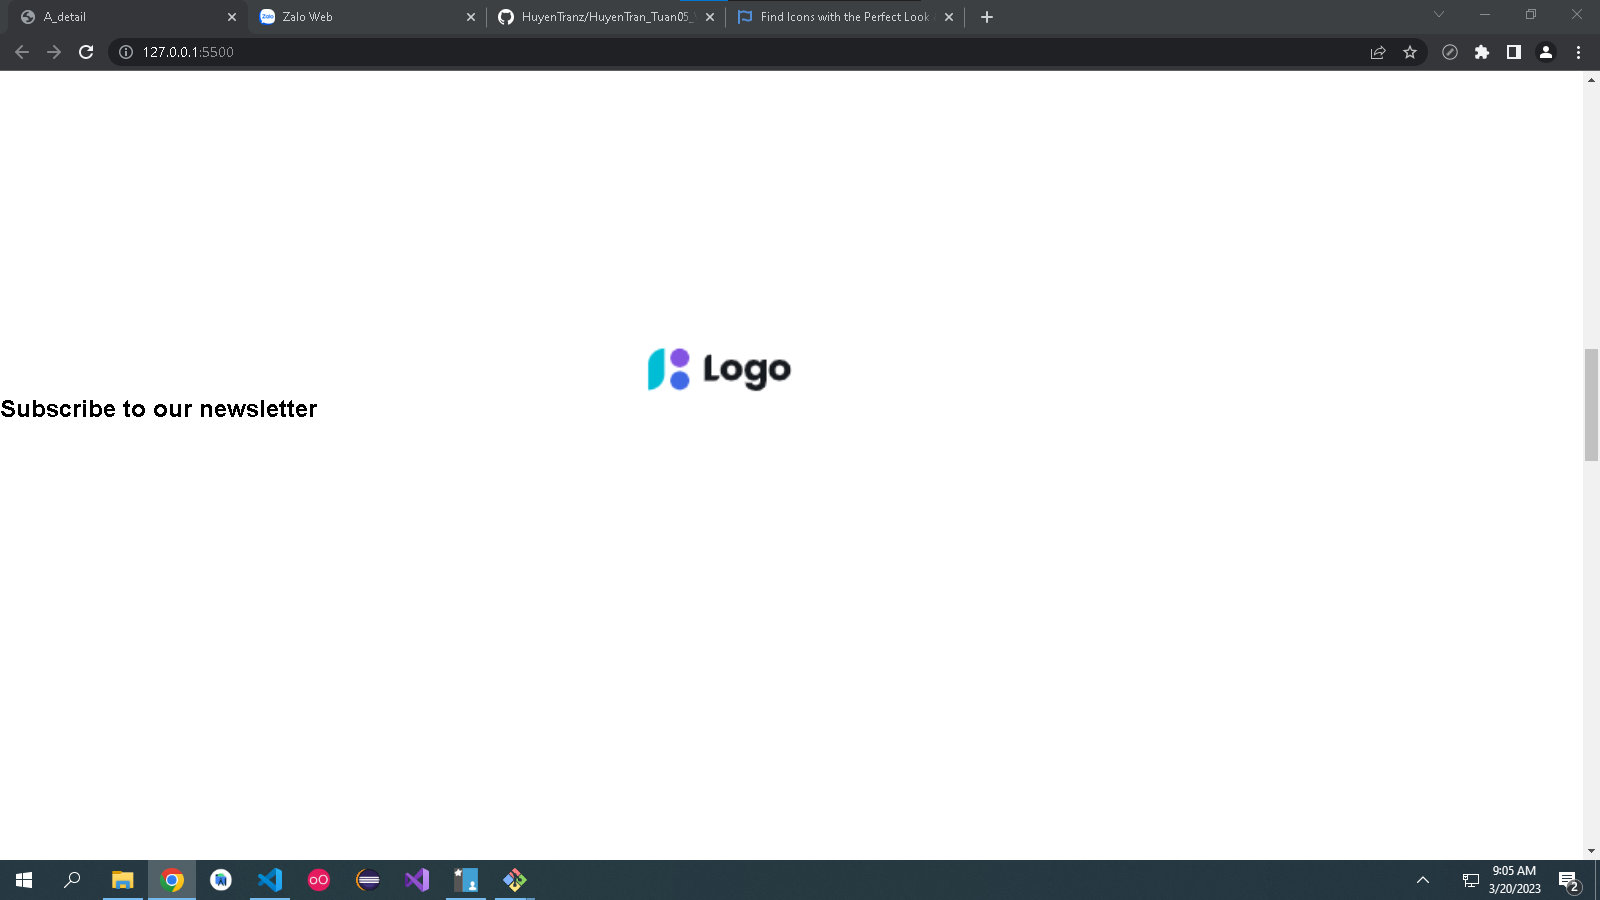 A_detail
Zalo Web
HuyenTranz/HuyenTran_Tuan05_
Find Icons with the Perfect Look
127.0.0.1:5500
Logo
Subscribe to our newsletter
9:05 AM
3/20/2023
2